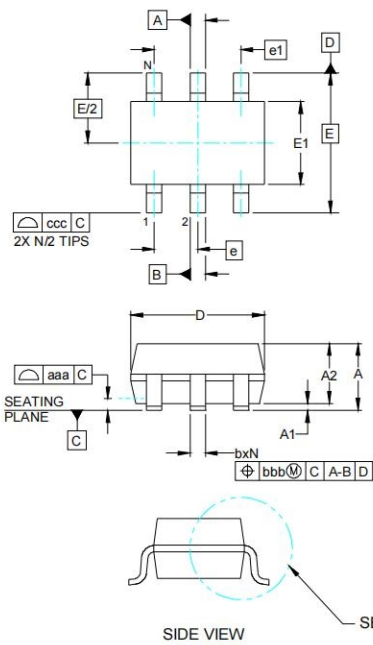 A
e1
D
N
E/2
E1
E
ccc C
2X N/2 TIPS
1
2
e
B
D
aaa C
SEATING
PLANE
C
A2
A
A1
bxN
bbb Ⓜ C A-B D
SIDE VIEW